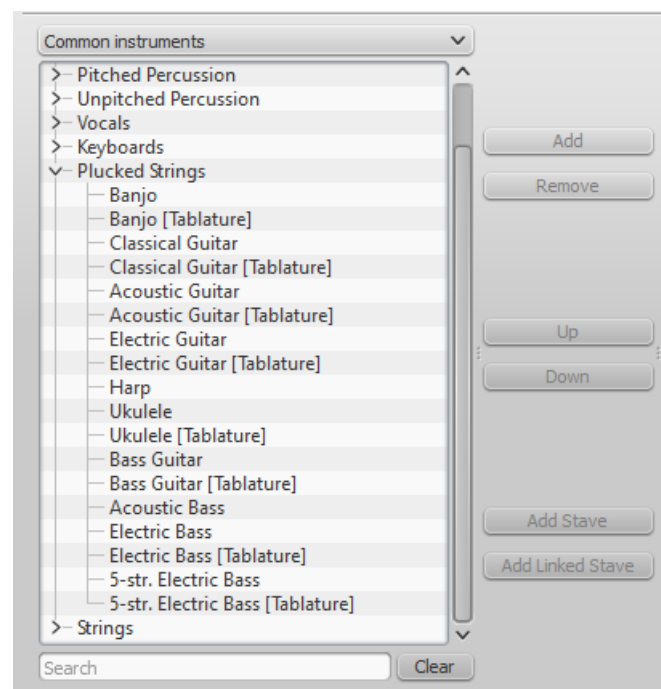 Common instruments
Pitched Percussion
Unpitched Percussion
Vocals
Keyboards
Plucked Strings
Banjo
Banjo [Tablature]
Classical Guitar
Classical Guitar [Tablature]
Acoustic Guitar
Acoustic Guitar [Tablature]
Electric Guitar
Electric Guitar [Tablature]
Harp
Ukulele
Ukulele [Tablature]
Bass Guitar
Bass Guitar [Tablature]
Acoustic Bass
Electric Bass
Electric Bass [Tablature]
5-str. Electric Bass
5-str. Electric Bass [Tablature]
Strings
Search
Clear
Add
Remove
Up
Down
Add Stave
Add Linked Stave